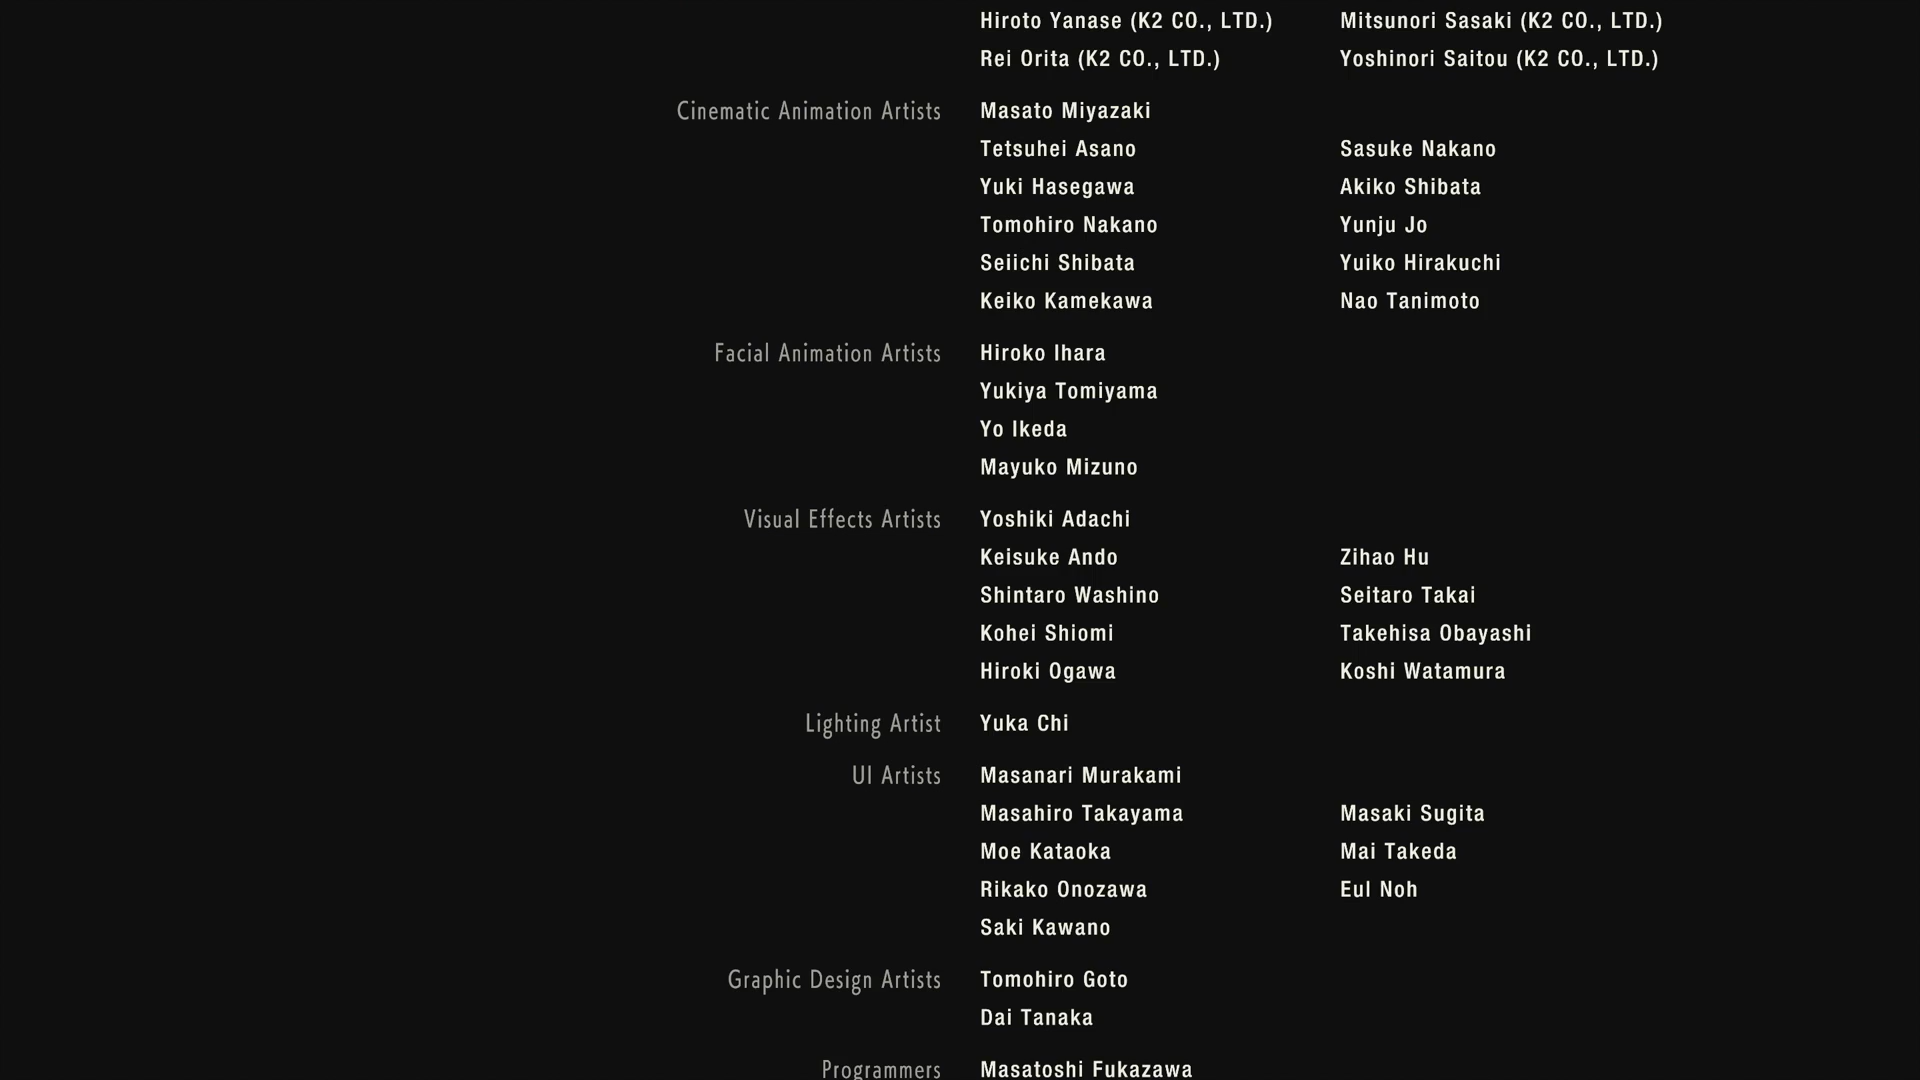 Hiroto Yanase (K2 CO., LTD.) Mitsunori Sasaki (K2 CO., LTD.)
Rei Orita (K2 CO., LTD.) Yoshinori Saitou (K2 CO., LTD.)
Cinematic Animation Artists Masato Miyazaki
Tetsuhei Asano Sasuke Nakano
Yuki Hasegawa Akiko Shibata
Tomohiro Nakano Yunju Jo
Seiichi Shibata Yuiko Hirakuchi
Keiko Kamekawa Nao Tanimoto
Facial Animation Artists Hiroko Ihara
Yukiya Tomiyama
Yo Ikeda
Mayuko Mizuno
Visual Effects Artists Yoshiki Adachi
Keisuke Ando Zihao Hu
Shintaro Washino Seitaro Takai
Kohei Shiomi Takehisa Obayashi
Hiroki Ogawa Koshi Watamura
Lighting Artist Yuka Chi
UI Artists Masanari Murakami
Masahiro Takayama Masaki Sugita
Moe Kataoka Mai Takeda
Rikako Onozawa Eul Noh
Saki Kawano
Graphic Design Artists Tomohiro Goto
Dai Tanaka
Programmers Masatoshi Fukazawa